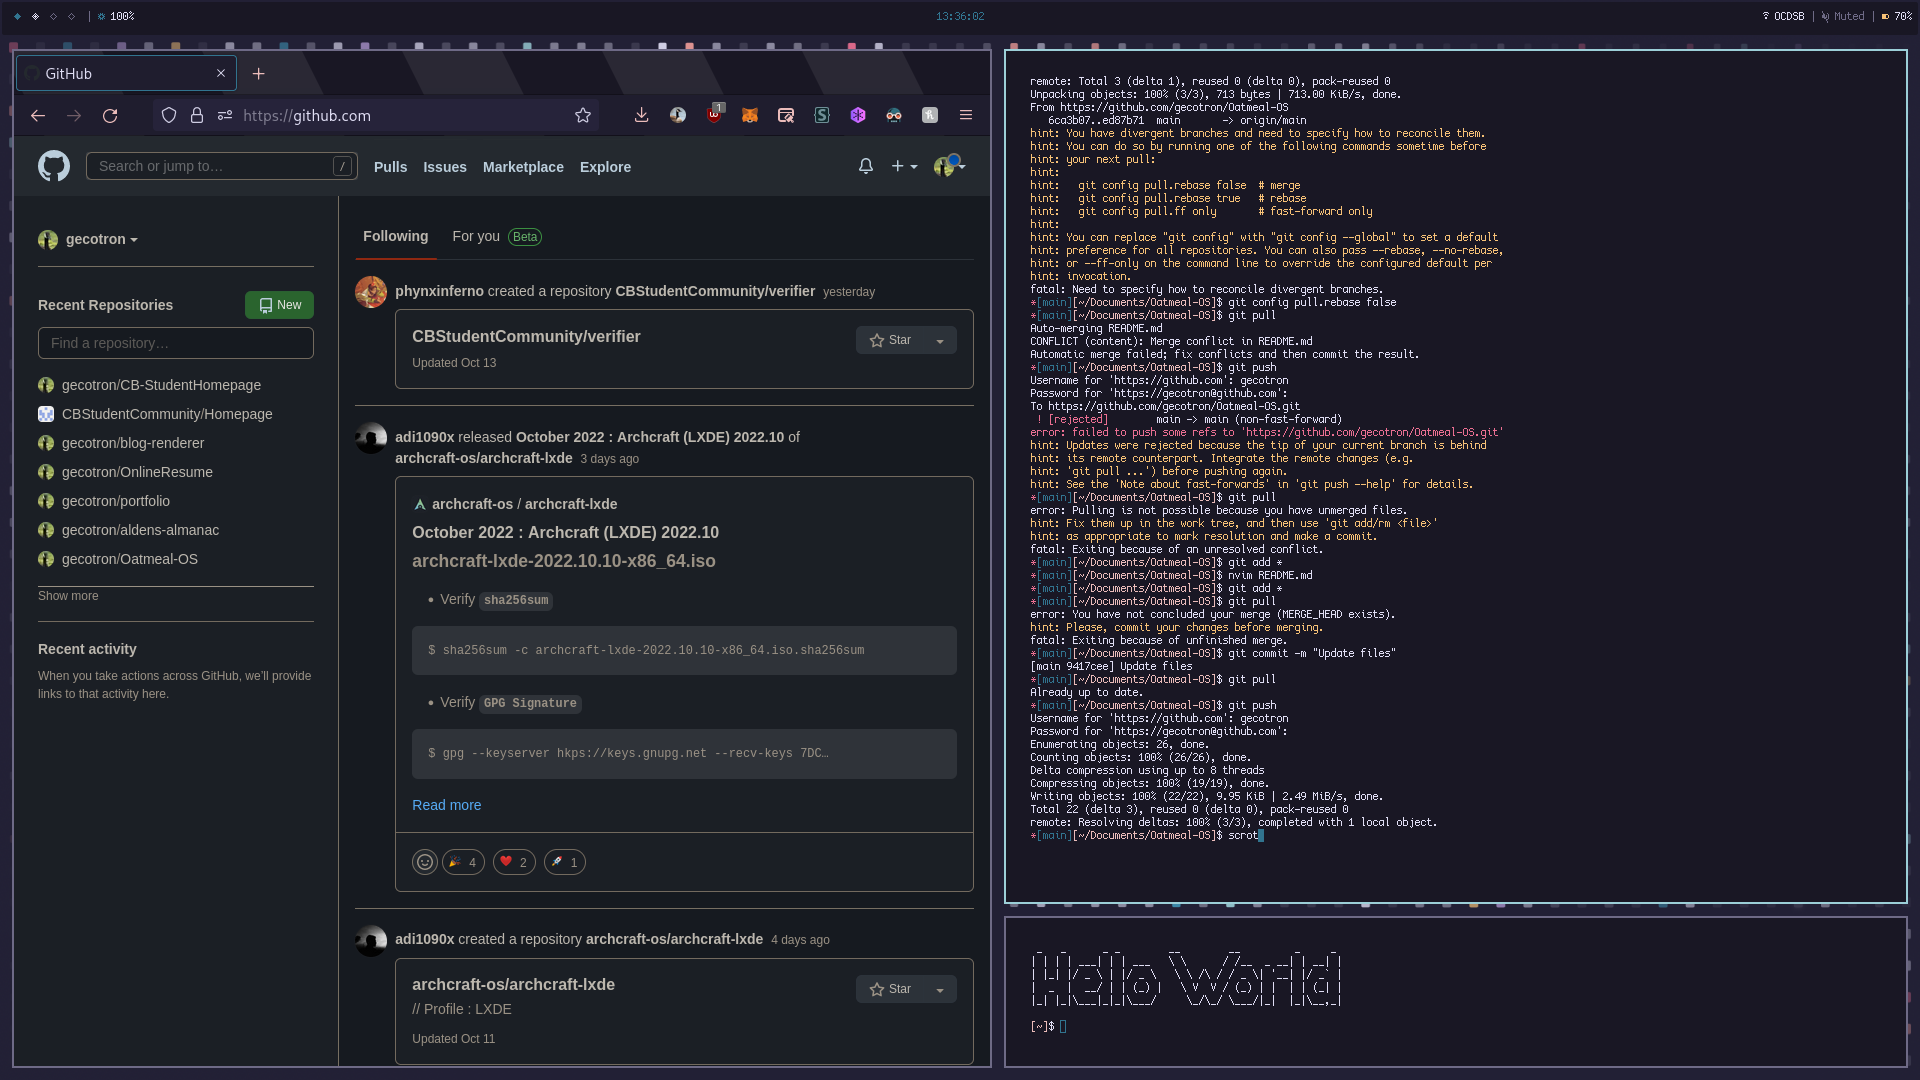 100%
13:36:02
OCDSB | Muted | 70%
GitHub
https://github.com
1
Search or jump to… /
Pulls Issues Marketplace Explore
gecotron
Recent Repositories
New
Find a repository…
gecotron/CB-StudentHomepage
CBStudentCommunity/Homepage
gecotron/blog-renderer
gecotron/OnlineResume
gecotron/portfolio
gecotron/aldens-almanac
gecotron/Oatmeal-OS
Show more
Recent activity
When you take actions across GitHub, we'll provide
links to that activity here.
Following For you Beta
phynxinferno created a repository CBStudentCommunity/verifier yesterday
CBStudentCommunity/verifier
Star
Updated Oct 13
adi1090x released October 2022 : Archcraft (LXDE) 2022.10 of
archcraft-os/archcraft-lxde 3 days ago
archcraft-os / archcraft-lxde
October 2022 : Archcraft (LXDE) 2022.10
archcraft-lxde-2022.10.10-x86_64.iso
• Verify sha256sum
$ sha256sum -c archcraft-lxde-2022.10.10-x86_64.iso.sha256sum
• Verify GPG Signature
$ gpg --keyserver hkps://keys.gnupg.net --recv-keys 7DC…
Read more
4 2 1
adi1090x created a repository archcraft-os/archcraft-lxde 4 days ago
archcraft-os/archcraft-lxde
Star
// Profile : LXDE
Updated Oct 11
remote: Total 3 (delta 1), reused 0 (delta 0), pack-reused 0
Unpacking objects: 100% (3/3), 713 bytes | 713.00 KiB/s, done.
From https://github.com/gecotron/Oatmeal-OS
   6ca3b07..ed87b71  main       -> origin/main
hint: You have divergent branches and need to specify how to reconcile them.
hint: You can do so by running one of the following commands sometime before
hint: your next pull:
hint:
hint:   git config pull.rebase false  # merge
hint:   git config pull.rebase true   # rebase
hint:   git config pull.ff only       # fast-forward only
hint:
hint: You can replace "git config" with "git config --global" to set a default
hint: preference for all repositories. You can also pass --rebase, --no-rebase,
hint: or --ff-only on the command line to override the configured default per
hint: invocation.
fatal: Need to specify how to reconcile divergent branches.
*[main][~/Documents/Oatmeal-OS]$ git config pull.rebase false
*[main][~/Documents/Oatmeal-OS]$ git pull
Auto-merging README.md
CONFLICT (content): Merge conflict in README.md
Automatic merge failed; fix conflicts and then commit the result.
*[main][~/Documents/Oatmeal-OS]$ git push
Username for 'https://github.com': gecotron
Password for 'https://gecotron@github.com':
To https://github.com/gecotron/Oatmeal-OS.git
 ! [rejected]        main -> main (non-fast-forward)
error: failed to push some refs to 'https://github.com/gecotron/Oatmeal-OS.git'
hint: Updates were rejected because the tip of your current branch is behind
hint: its remote counterpart. Integrate the remote changes (e.g.
hint: 'git pull ...') before pushing again.
hint: See the 'Note about fast-forwards' in 'git push --help' for details.
*[main][~/Documents/Oatmeal-OS]$ git pull
error: Pulling is not possible because you have unmerged files.
hint: Fix them up in the work tree, and then use 'git add/rm <file>'
hint: as appropriate to mark resolution and make a commit.
fatal: Exiting because of an unresolved conflict.
*[main][~/Documents/Oatmeal-OS]$ git add *
*[main][~/Documents/Oatmeal-OS]$ nvim README.md
*[main][~/Documents/Oatmeal-OS]$ git add *
*[main][~/Documents/Oatmeal-OS]$ git pull
error: You have not concluded your merge (MERGE_HEAD exists).
hint: Please, commit your changes before merging.
fatal: Exiting because of unfinished merge.
*[main][~/Documents/Oatmeal-OS]$ git commit -m "Update files"
[main 9417cee] Update files
*[main][~/Documents/Oatmeal-OS]$ git pull
Already up to date.
*[main][~/Documents/Oatmeal-OS]$ git push
Username for 'https://github.com': gecotron
Password for 'https://gecotron@github.com':
Enumerating objects: 26, done.
Counting objects: 100% (26/26), done.
Delta compression using up to 8 threads
Compressing objects: 100% (19/19), done.
Writing objects: 100% (22/22), 9.95 KiB | 2.49 MiB/s, done.
Total 22 (delta 3), reused 0 (delta 0), pack-reused 0
remote: Resolving deltas: 100% (3/3), completed with 1 local object.
*[main][~/Documents/Oatmeal-OS]$ scrot
Hello World
[~]$